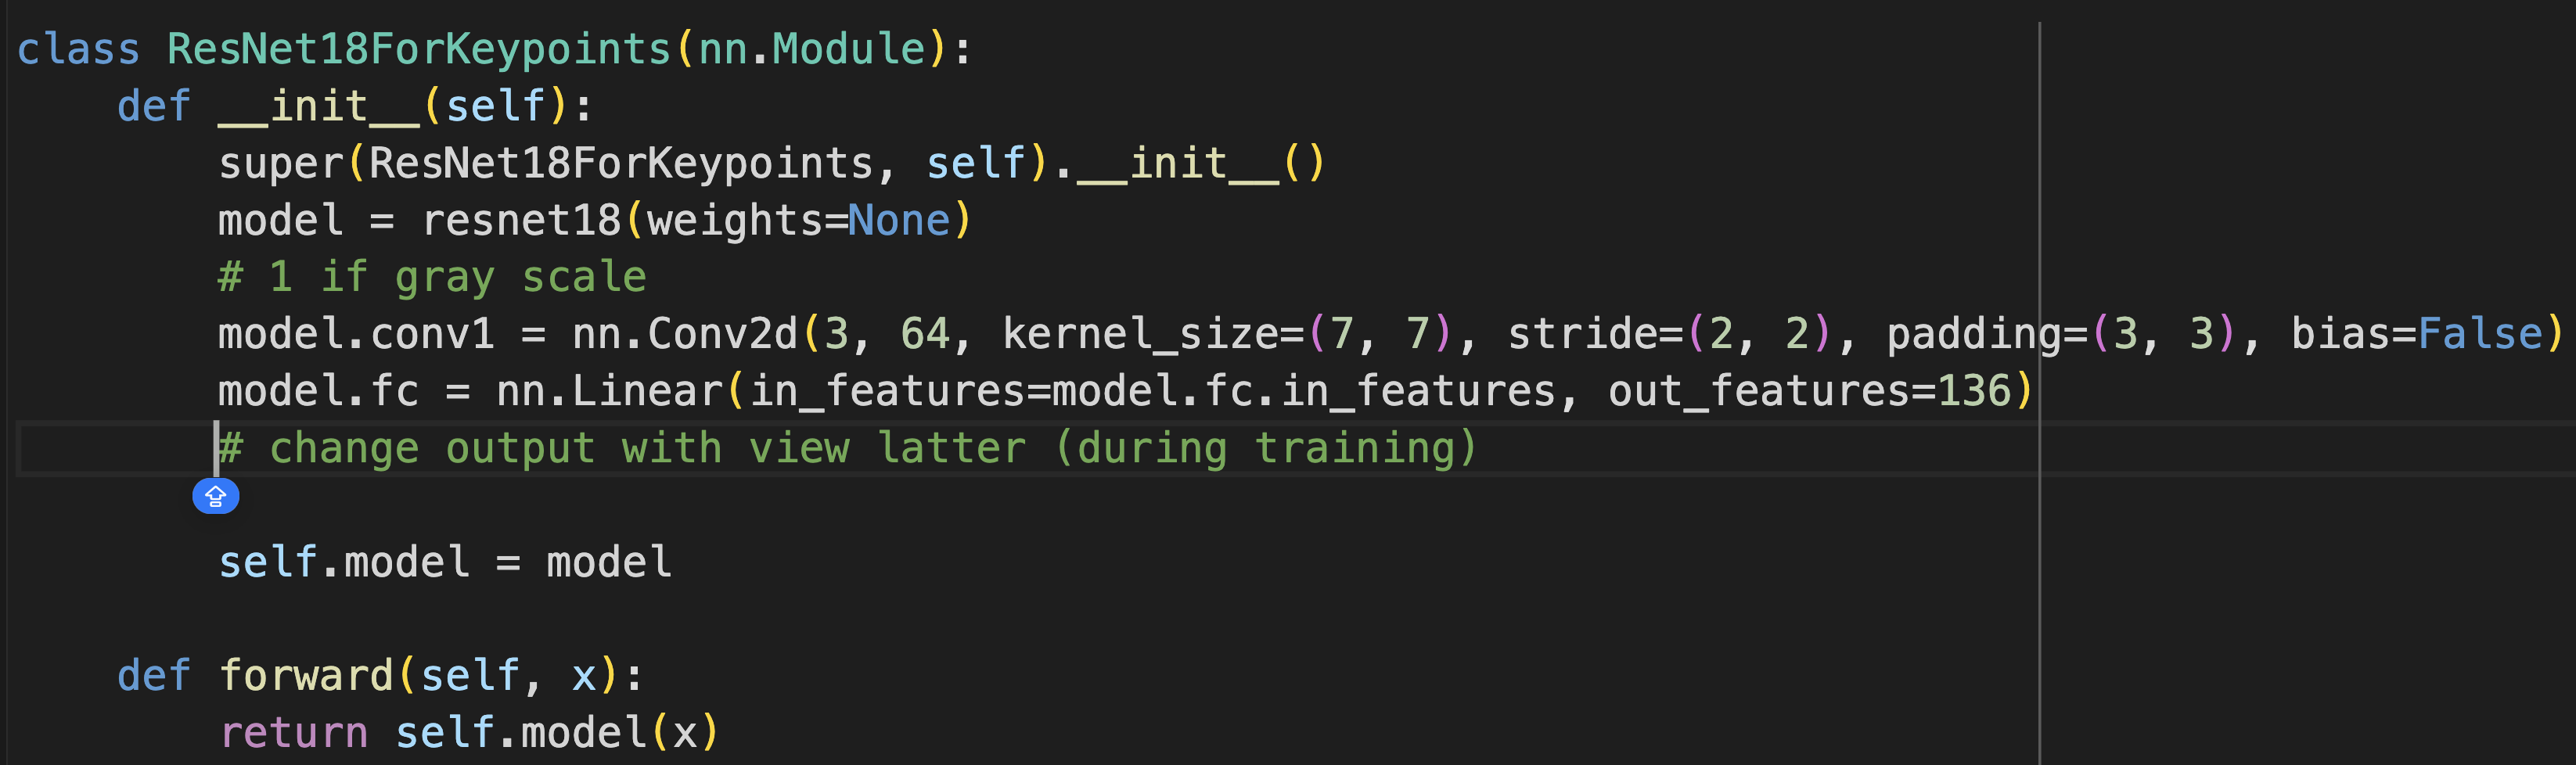 class ResNet18ForKeypoints(nn.Module):
    def __init__(self):
        super(ResNet18ForKeypoints, self).__init__()
        model = resnet18(weights=None)
        # 1 if gray scale
        model.conv1 = nn.Conv2d(3, 64, kernel_size=(7, 7), stride=(2, 2), padding=(3, 3), bias=False)
        model.fc = nn.Linear(in_features=model.fc.in_features, out_features=136)
        # change output with view latter (during training)
        self.model = model
    def forward(self, x):
        return self.model(x)